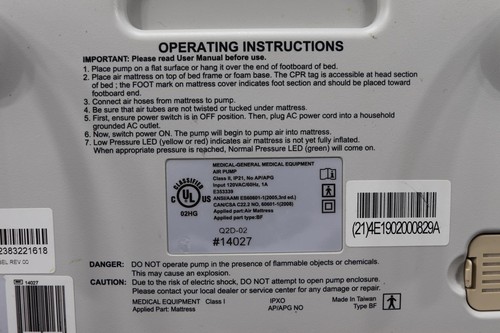 OPERATING INSTRUCTIONS
IMPORTANT: Please read User Manual before use.
1. Place pump on a flat surface or hang it over the end of footboard of bed.
2. Place air mattress on top of bed frame or foam base. The CPR tag is accessible at head section
of bed ; the FOOT mark on mattress cover indicates foot section and should be placed toward
footboard end.
3. Connect air hoses from mattress to pump.
4. Be sure that air tubes are not twisted or tucked under mattress.
5. First, ensure power switch is in OFF position. Then, plug AC power cord into a household
grounded AC outlet.
6. Now, switch power ON. The pump will begin to pump air into mattress.
7. Low Pressure LED (yellow or red) indicates mattress is not yet fully inflated.
When appropriate pressure is reached, Normal Pressure LED (green) will come on.
MEDICAL-GENERAL MEDICAL EQUIPMENT
AIR PUMP
Class II, IP21, No AP/APG
Input 120VAC/60Hz, 1A
E353339
ANSI/AAMI ES60601-1(2005,3rd ed.)
CAN/CSA C22.2 NO. 60601-1(2008)
Applied part: Air Mattress
Applied part type:BF
CLASSIFIED
C UL US
02HG
Q2D-02
#14027
(21)4E1902000829A
2383221618
REV 00
14027
DANGER: DO NOT operate pump in the presence of flammable objects or chemicals.
This may cause an explosion.
CAUTION: Due to the risk of electric shock, DO NOT attempt to open pump enclosure.
Please contact your local dealer or service center for any damage or repair.
MEDICAL EQUIPMENT Class I IPXO Made In Taiwan
Applied Part: Mattress AP/APG NO Type BF